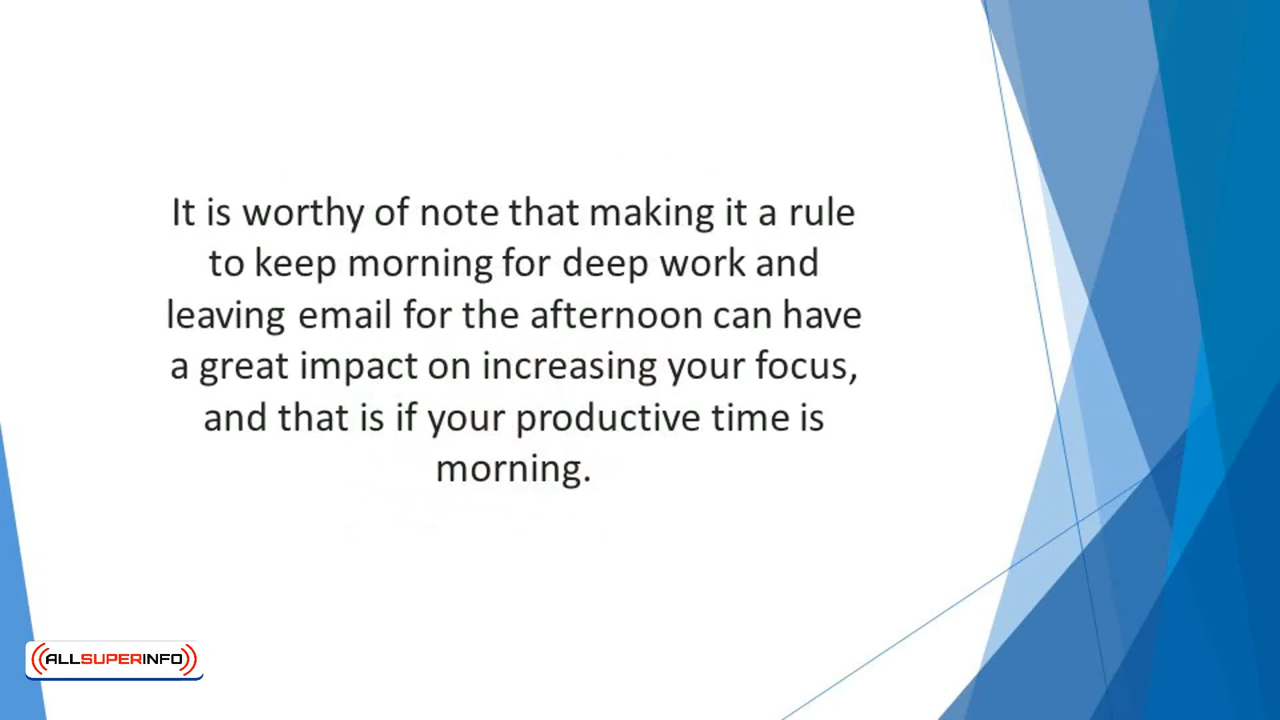 It is worthy of note that making it a rule
to keep morning for deep work and
leaving email for the afternoon can have
a great impact on increasing your focus,
and that is if your productive time is
morning.
ALLSUPERINFO